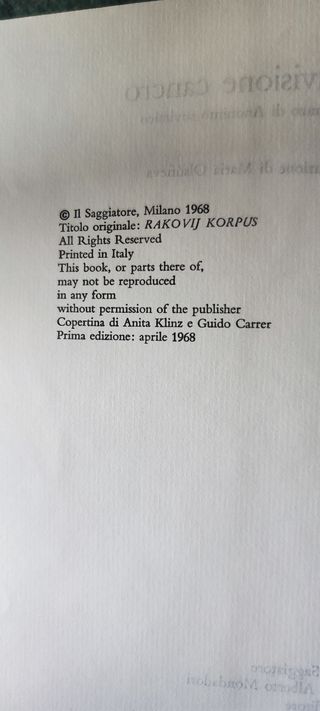 © Il Saggiatore, Milano 1968
Titolo originale: RAKOVIJ KORPUS
All Rights Reserved
Printed in Italy
This book, or parts there of,
may not be reproduced
in any form
without permission of the publisher
Copertina di Anita Klinz e Guido Carrer
Prima edizione: aprile 1968